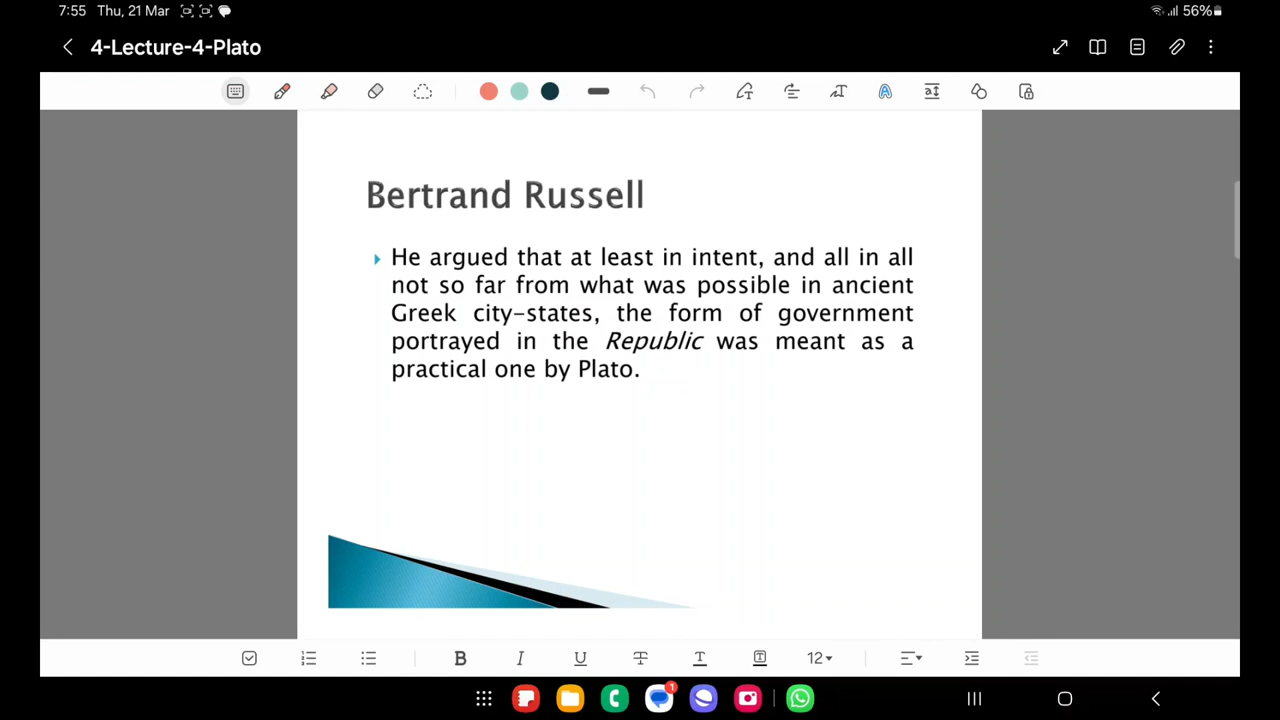 7:55 Thu, 21 Mar 56%
4-Lecture-4-Plato
Bertrand Russell
He argued that at least in intent, and all in all
not so far from what was possible in ancient
Greek city-states, the form of government
portrayed in the Republic was meant as a
practical one by Plato.
B I U T T T 12
1